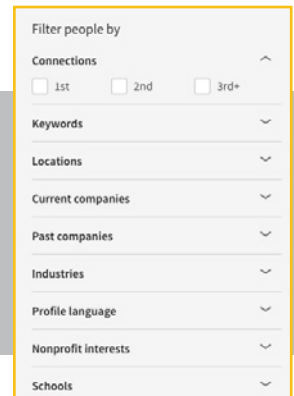 Filter people by
Connections
1st 2nd 3rd+
Keywords
Locations
Current companies
Past companies
Industries
Profile language
Nonprofit interests
Schools